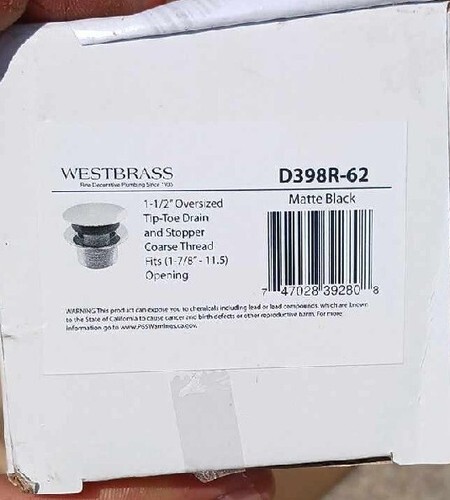 WESTBRASS
Fine Decorative Plumbing Since 1935
D398R-62
Matte Black
1-1/2" Oversized
Tip-Toe Drain
and Stopper
Coarse Thread
Fits (1-7/8" - 11.5)
Opening
7 47028 39280 8
WARNING This product can expose you to chemicals including lead or lead compounds, which are known
to the State of California to cause cancer and birth defects or other reproductive harm. For more
information go to www.P65Warnings.ca.gov.